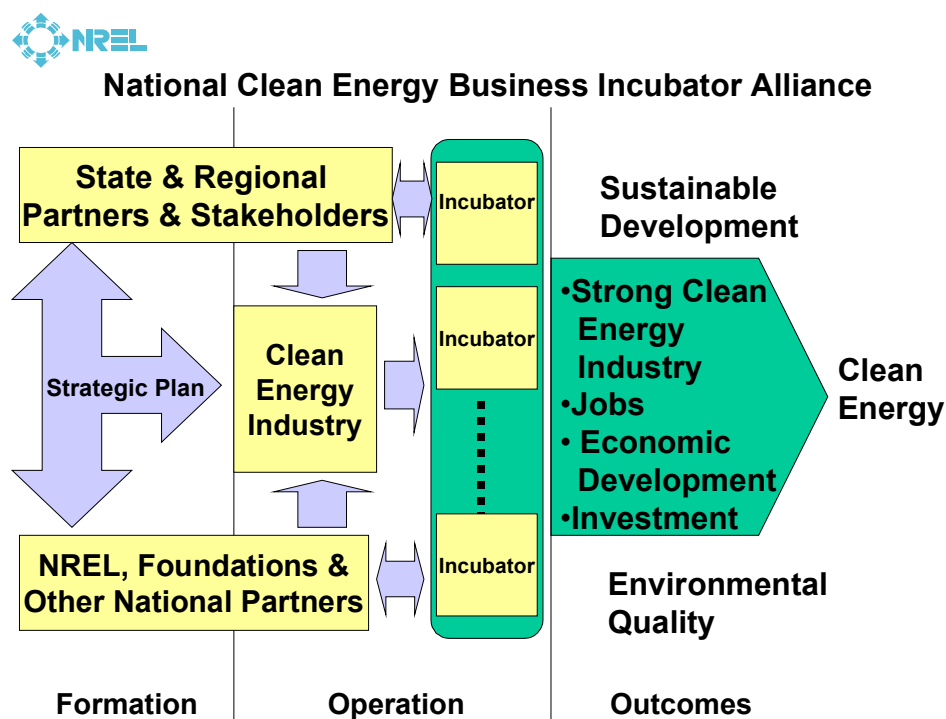 NREL
National Clean Energy Business Incubator Alliance
State & Regional
Partners & Stakeholders
Incubator
Sustainable
Development
Strategic Plan
Clean
Energy
Industry
Incubator
•Strong Clean
Energy
Industry
•Jobs
• Economic
Development
•Investment
Clean
Energy
NREL, Foundations &
Other National Partners
Incubator
Environmental
Quality
Formation
Operation
Outcomes